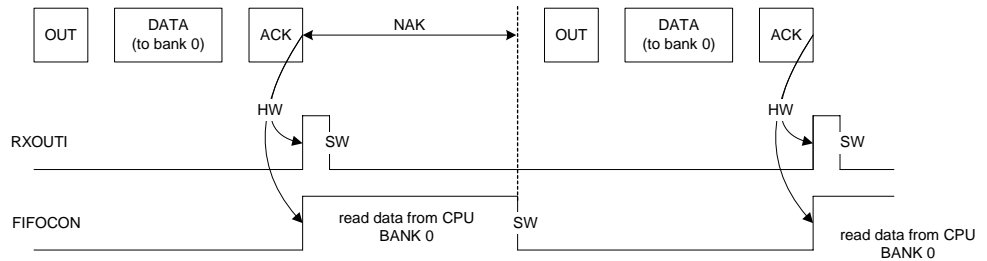 OUT DATA (to bank 0) ACK NAK OUT DATA (to bank 0) ACK
HW HW
RXOUTI SW SW
FIFOCON read data from CPU BANK 0 SW read data from CPU BANK 0